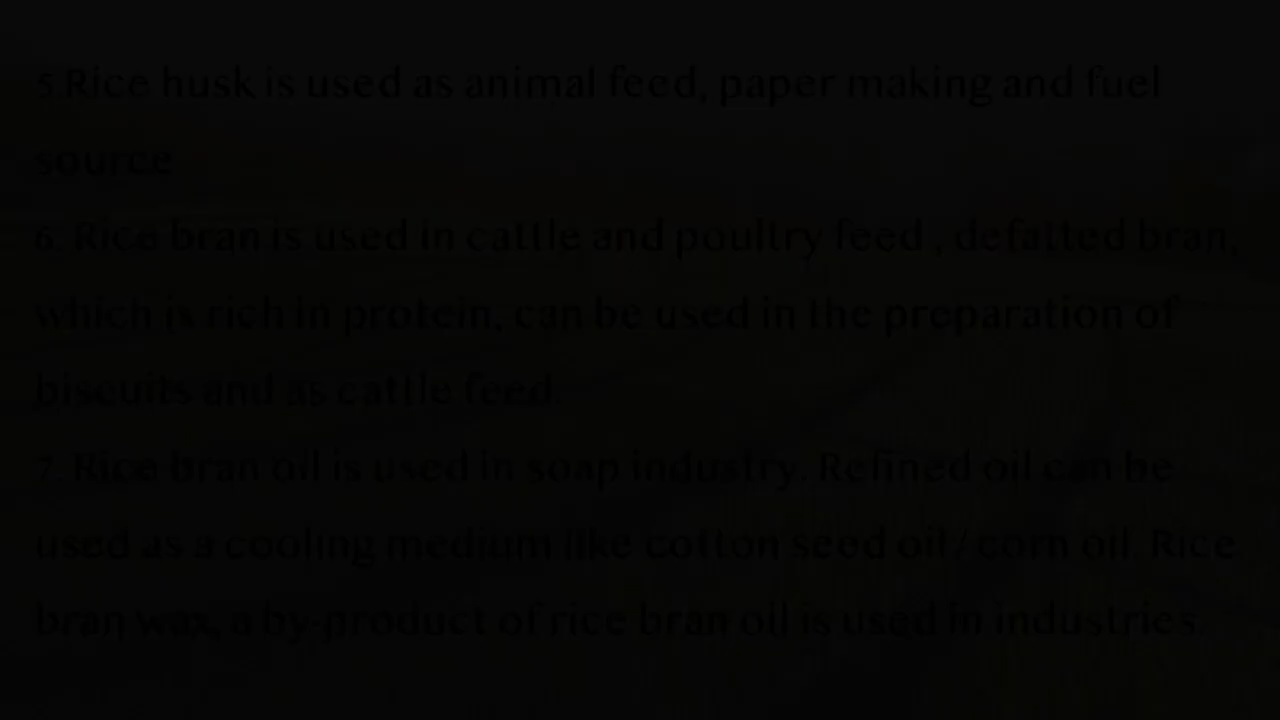 5.Rice husk is used as animal feed, paper making and fuel
source
6. Rice bran is used in cattle and poultry feed , defatted bran,
which is rich in protein, can be used in the preparation of
biscuits and as cattle feed.
7. Rice bran oil is used in soap industry. Refined oil can be
used as a cooling medium like cotton seed oil / corn oil. Rice
bran wax, a by-product of rice bran oil is used in industries.